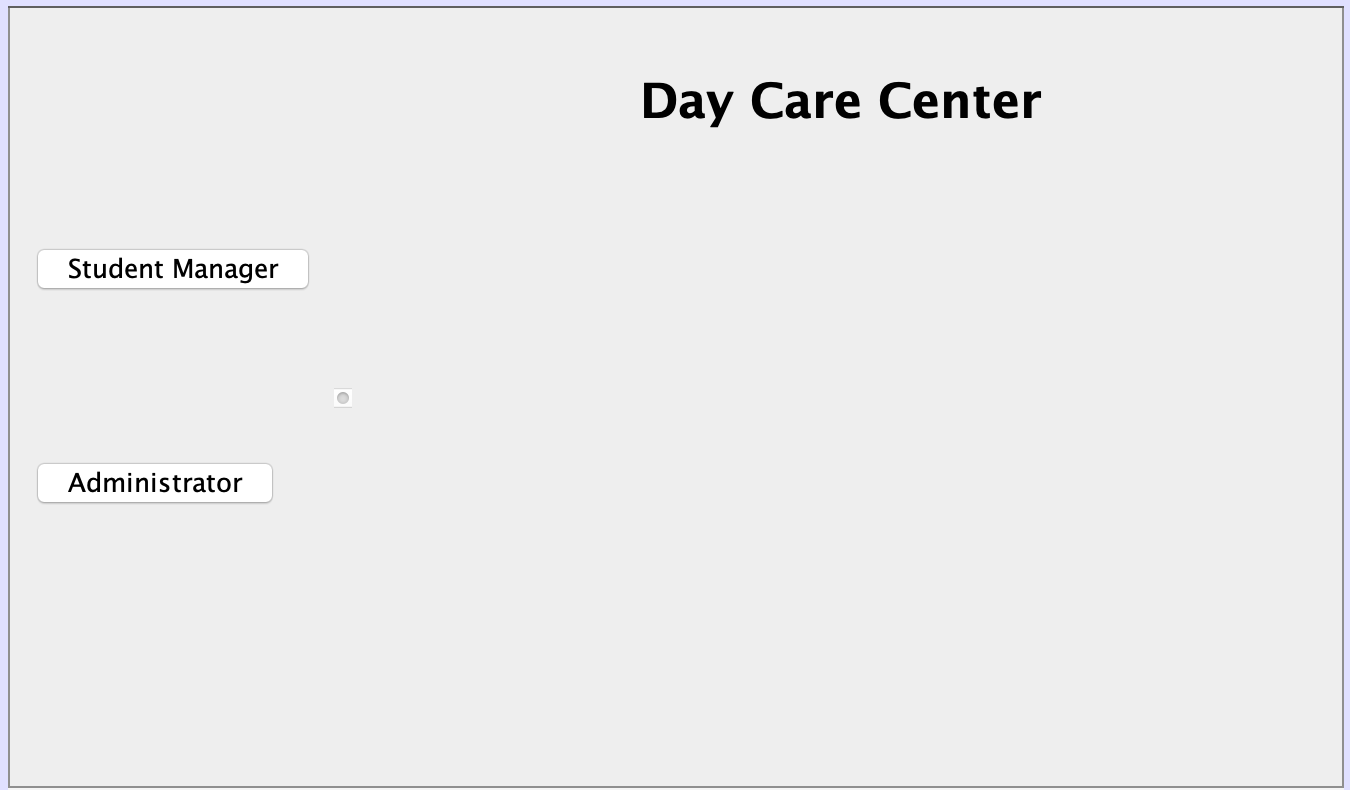 Day Care Center
Student Manager
Administrator